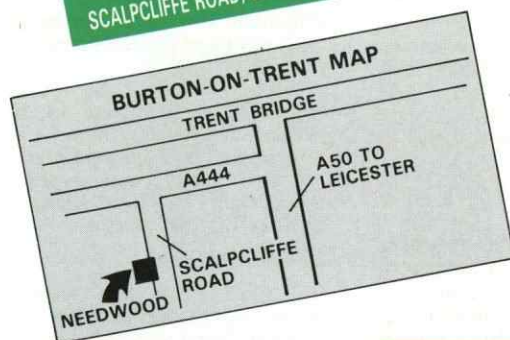 SCALPCLIFFE ROAD,
BURTON-ON-TRENT MAP
TRENT BRIDGE
A444
A50 TO
LEICESTER
SCALPCLIFFE
ROAD
NEEDWOOD